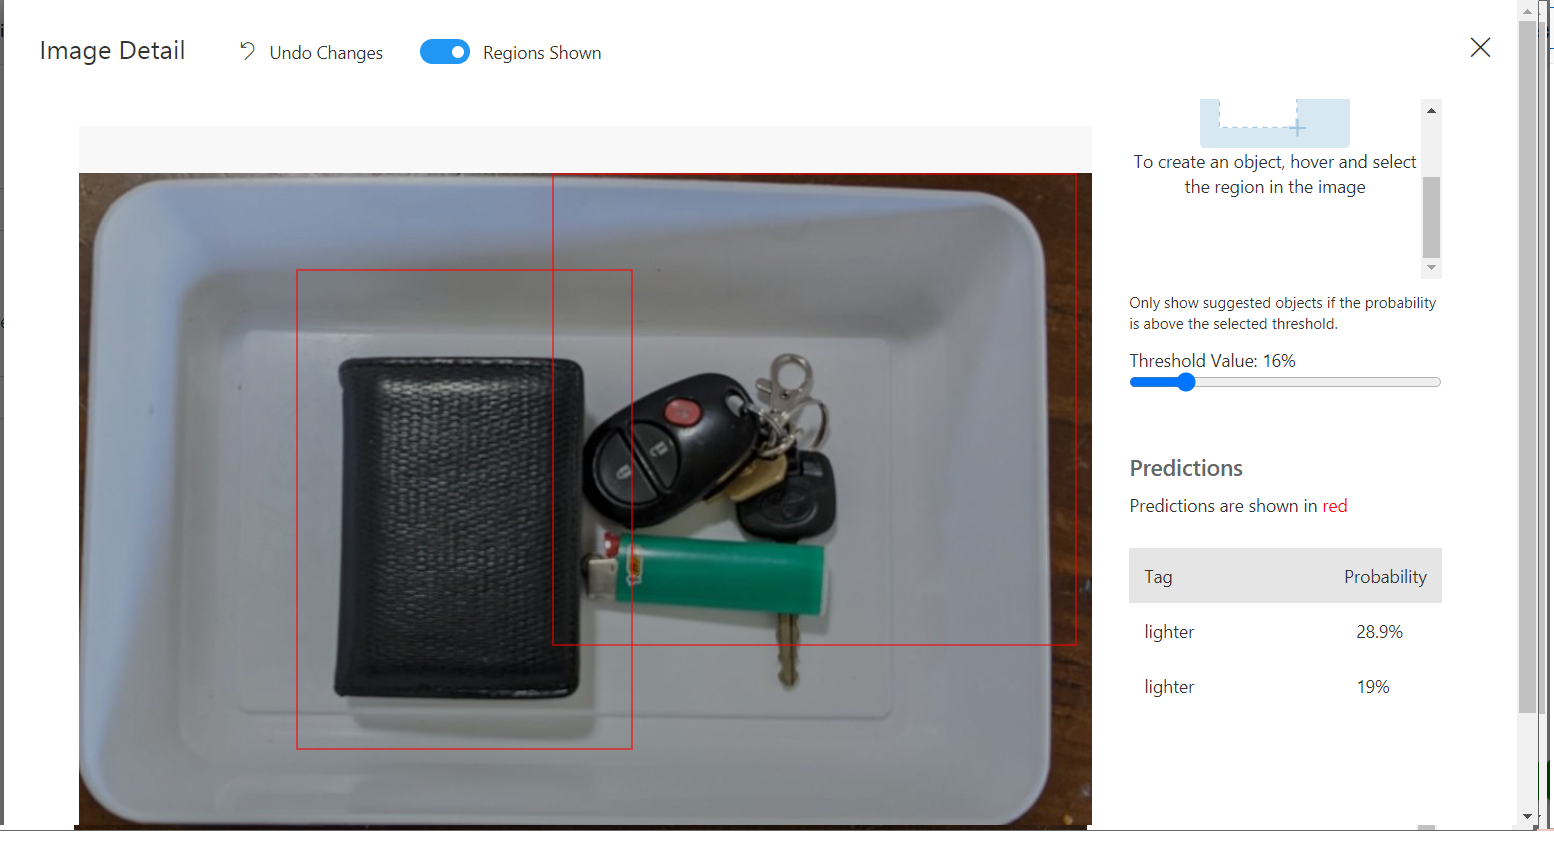 Image Detail
Undo Changes
Regions Shown
To create an object, hover and select
the region in the image
Only show suggested objects if the probability
is above the selected threshold.
Threshold Value: 16%
Predictions
Predictions are shown in red
Tag Probability
lighter 28.9%
lighter 19%